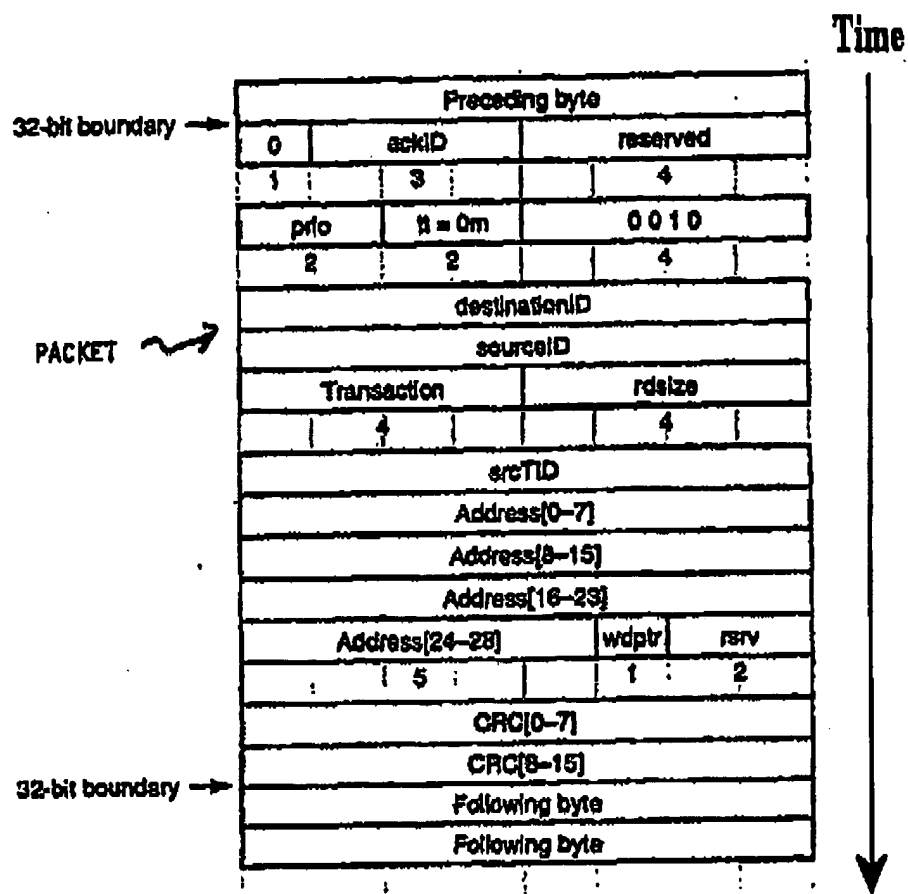 Time
Preceding byte
32-bit boundary
0 ackID reserved
1 3 4
prio tt = 0m 0 0 1 0
2 2 4
destinationID
PACKET
sourceID
Transaction rdsize
4 4
srcTID
Address[0–7]
Address[8–15]
Address[16–23]
Address[24–28] wdptr rsrv
5 1 2
CRC[0–7]
CRC[8–15]
32-bit boundary
Following byte
Following byte